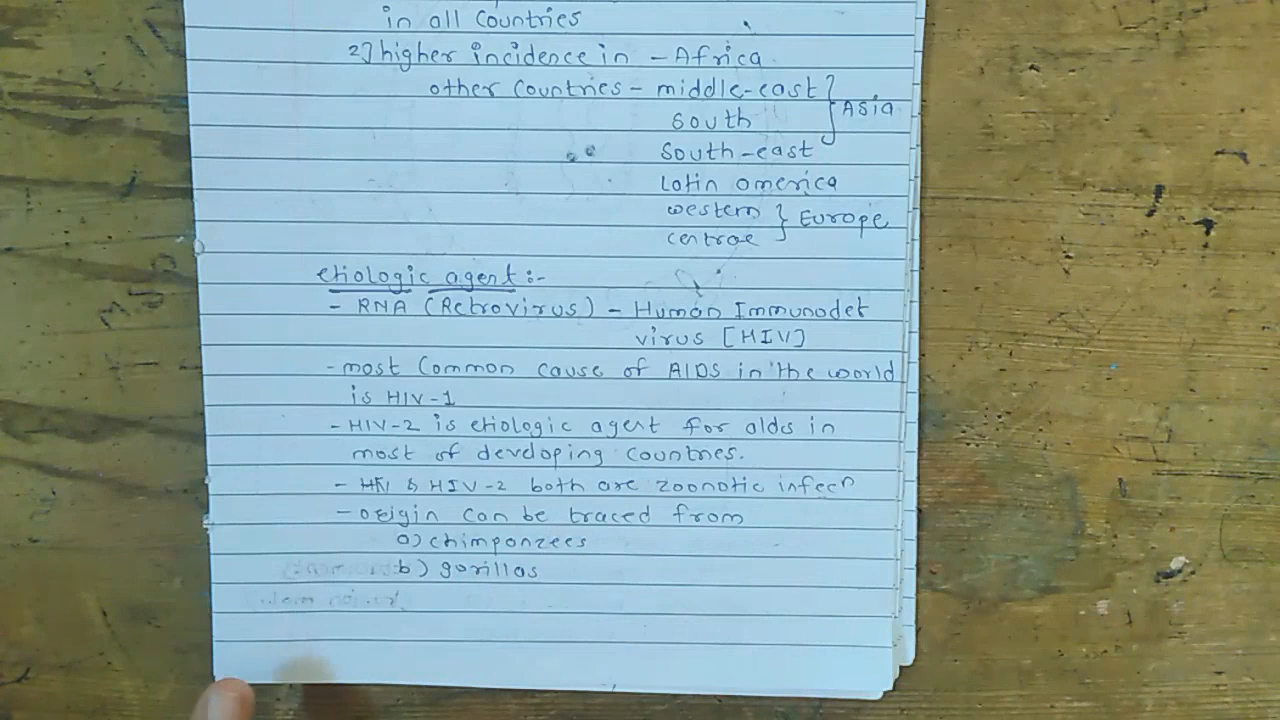 in all Countries
2] higher incidence in - Africa
other countries - middle-east } Asia
south
south-east
Latin america
western } Europe
central
etiologic agent :-
- RNA (Retrovirus) - Human Immunodef
virus [HIV]
- most Common cause of AIDS in the world
is HIV-1
- HIV-2 is etiologic agent for aids in
most of developing countries.
- HIV & HIV-2 both are zoonotic infecn
- origin can be traced from
a) chimpanzees
b) gorillas